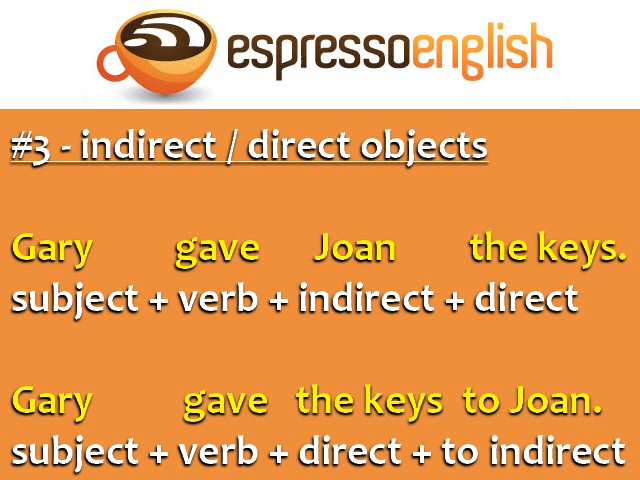 espressoenglish
#3 - indirect / direct objects
Gary gave Joan the keys.
subject + verb + indirect + direct
Gary gave the keys to Joan.
subject + verb + direct + to indirect